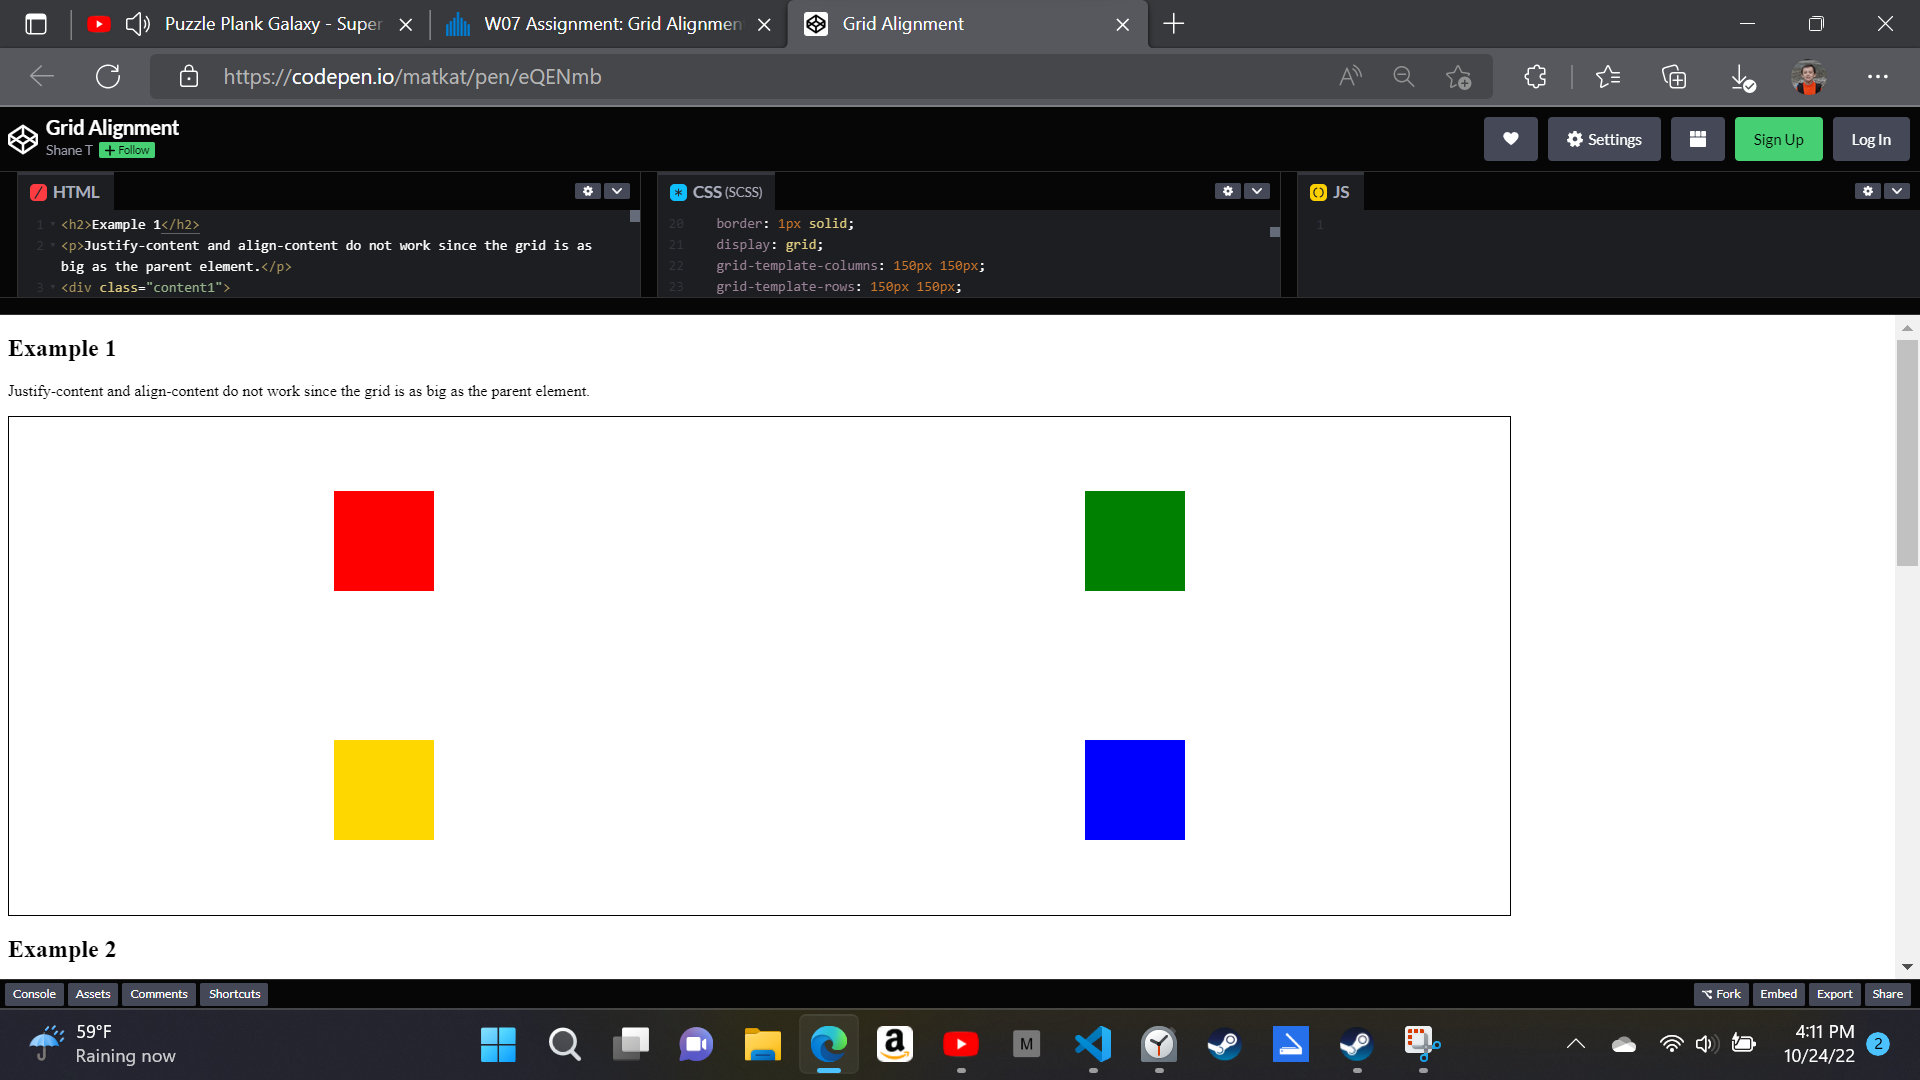 Puzzle Plank Galaxy - Super
W07 Assignment: Grid Alignmen
Grid Alignment
https://codepen.io/matkat/pen/eQENmb
Grid Alignment
Shane T + Follow
Settings
Sign Up
Log In
HTML
CSS (SCSS)
JS
1 <h2>Example 1</h2>
2 <p>Justify-content and align-content do not work since the grid is as
big as the parent element.</p>
3 <div class="content1">
20 border: 1px solid;
21 display: grid;
22 grid-template-columns: 150px 150px;
23 grid-template-rows: 150px 150px;
1
Example 1
Justify-content and align-content do not work since the grid is as big as the parent element.
Example 2
Console Assets Comments Shortcuts
Fork Embed Export Share
59°F
Raining now
a
M
4:11 PM
10/24/22
2